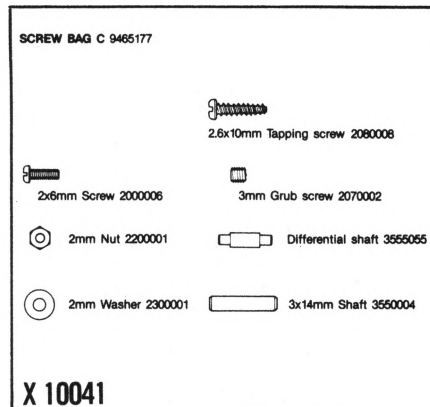 SCREW BAG C 9465177
2.6x10mm Tapping screw 2080008
2x6mm Screw 2000006
3mm Grub screw 2070002
2mm Nut 2200001
Differential shaft 3555055
2mm Washer 2300001
3x14mm Shaft 3550004
X 10041